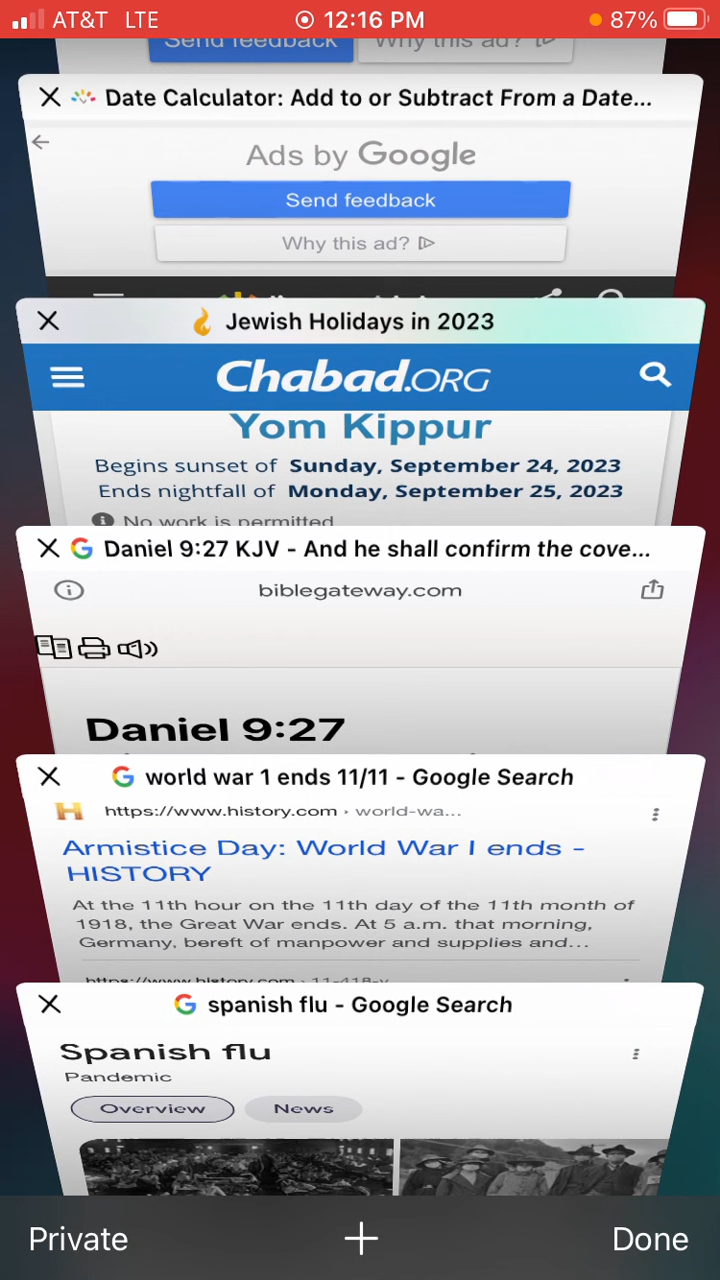 AT&T LTE 12:16 PM 87%
Send feedback Why this ad?
Date Calculator: Add to or Subtract From a Date...
Ads by Google
Send feedback
Why this ad?
Jewish Holidays in 2023
Chabad.ORG
Yom Kippur
Begins sunset of Sunday, September 24, 2023
Ends nightfall of Monday, September 25, 2023
No work is permitted
Daniel 9:27 KJV - And he shall confirm the cove...
biblegateway.com
Daniel 9:27
world war 1 ends 11/11 - Google Search
https://www.history.com › world-wa...
Armistice Day: World War I ends -
HISTORY
At the 11th hour on the 11th day of the 11th month of
1918, the Great War ends. At 5 a.m. that morning,
Germany, bereft of manpower and supplies and...
https://www.history.com
spanish flu - Google Search
Spanish flu
Pandemic
Overview News
Private Done